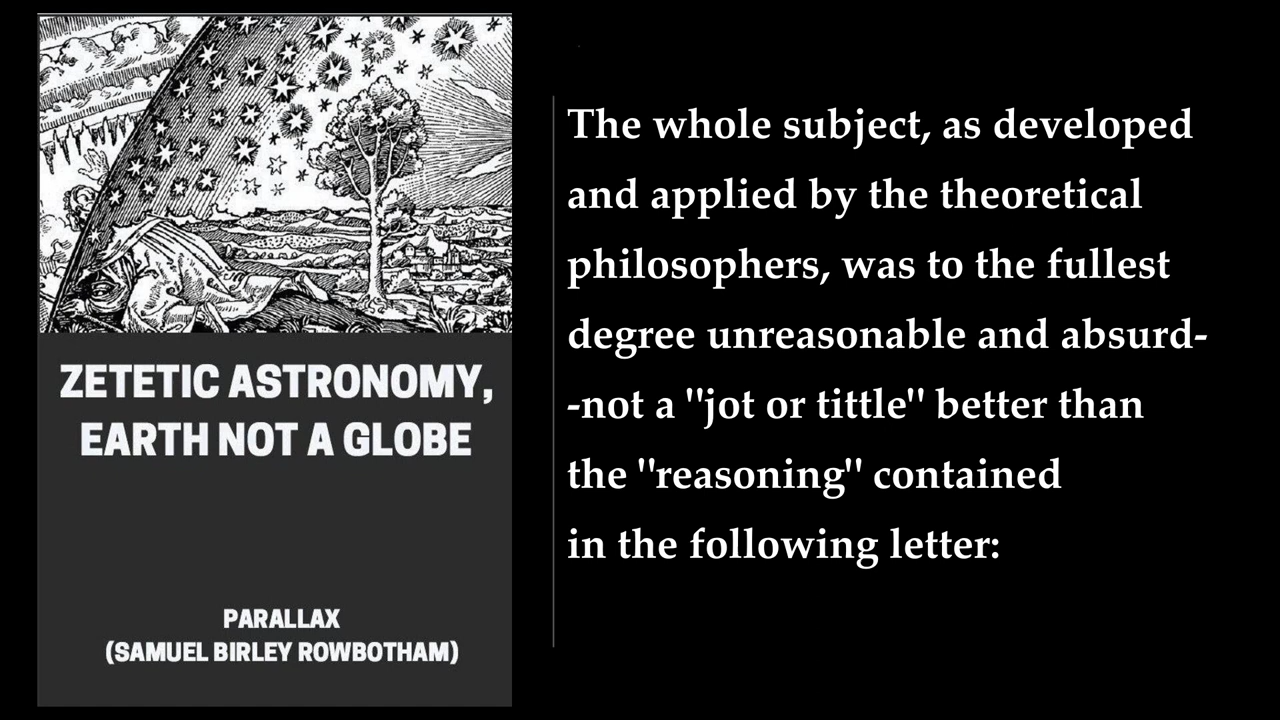 ZETETIC ASTRONOMY,
EARTH NOT A GLOBE
PARALLAX
(SAMUEL BIRLEY ROWBOTHAM)
The whole subject, as developed
and applied by the theoretical
philosophers, was to the fullest
degree unreasonable and absurd-
-not a "jot or tittle" better than
the "reasoning" contained
in the following letter: